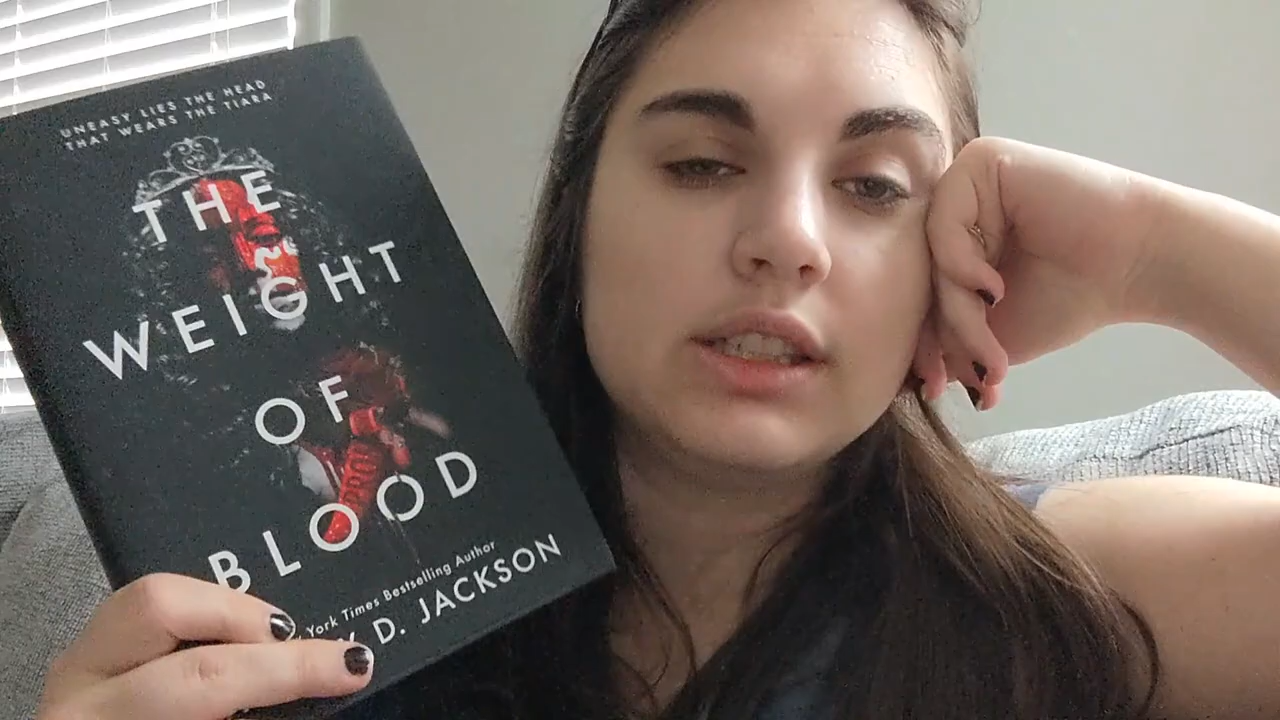 UNEASY LIES THE HEAD
THAT WEARS THE TIARA
THE
WEIGHT
OF
BLOOD
York Times Bestselling Author
D. JACKSON